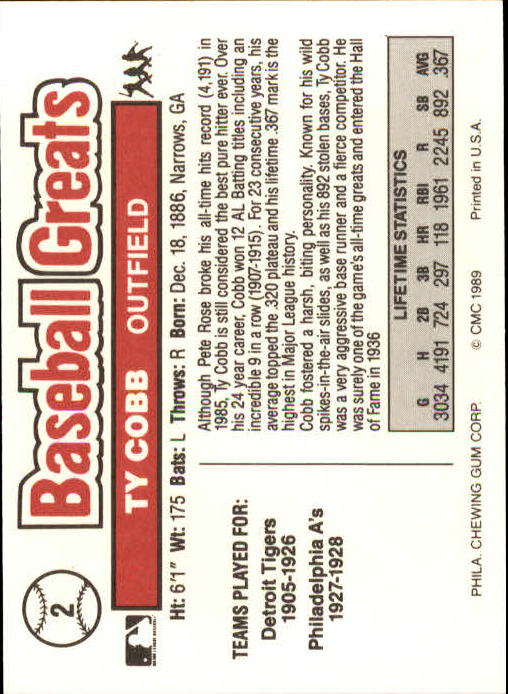 2
Baseball Greats
TY COBB OUTFIELD
Ht: 6'1" Wt: 175 Bats: L Throws: R Born: Dec. 18, 1886, Narrows, GA
TEAMS PLAYED FOR:
Detroit Tigers
1905-1926
Philadelphia A's
1927-1928
Although Pete Rose broke his all-time hits record (4,191) in
1985, Ty Cobb is still considered the best pure hitter ever. Over
his 24 year career, Cobb won 12 AL Batting titles including an
incredible 9 in a row (1907-1915). For 23 consecutive years, his
average topped the .320 plateau and his lifetime .367 mark is the
highest in Major League history.
Cobb fostered a harsh, biting personality. Known for his wild
spikes-in-the-air slides, as well as his 892 stolen bases, Ty Cobb
was a very aggressive base runner and a fierce competitor. He
was surely one of the game's all-time greats and entered the Hall
of Fame in 1936
LIFETIME STATISTICS
G H 2B 3B HR RBI R SB AVG
3034 4191 724 297 118 1961 2245 892 .367
PHILA. CHEWING GUM CORP. © CMC 1989 Printed in U.S.A.